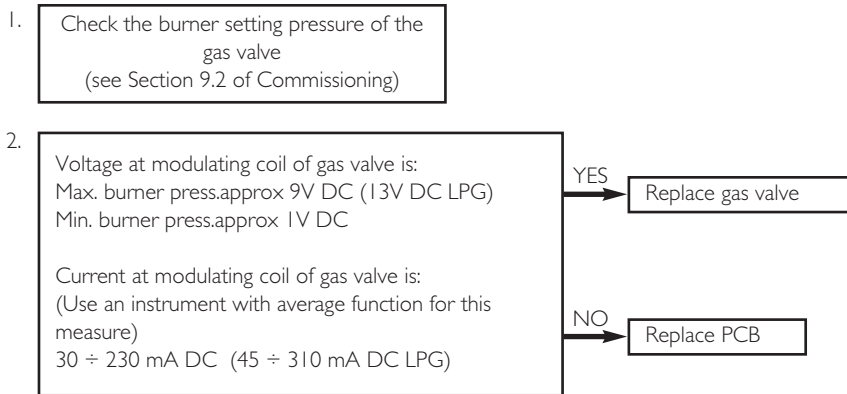 1.
Check the burner setting pressure of the
gas valve
(see Section 9.2 of Commissioning)
2.
Voltage at modulating coil of gas valve is:
Max. burner press.approx 9V DC (13V DC LPG)
Min. burner press.approx 1V DC
Current at modulating coil of gas valve is:
(Use an instrument with average function for this
measure)
30 ÷ 230 mA DC (45 ÷ 310 mA DC LPG)
YES
Replace gas valve
NO
Replace PCB